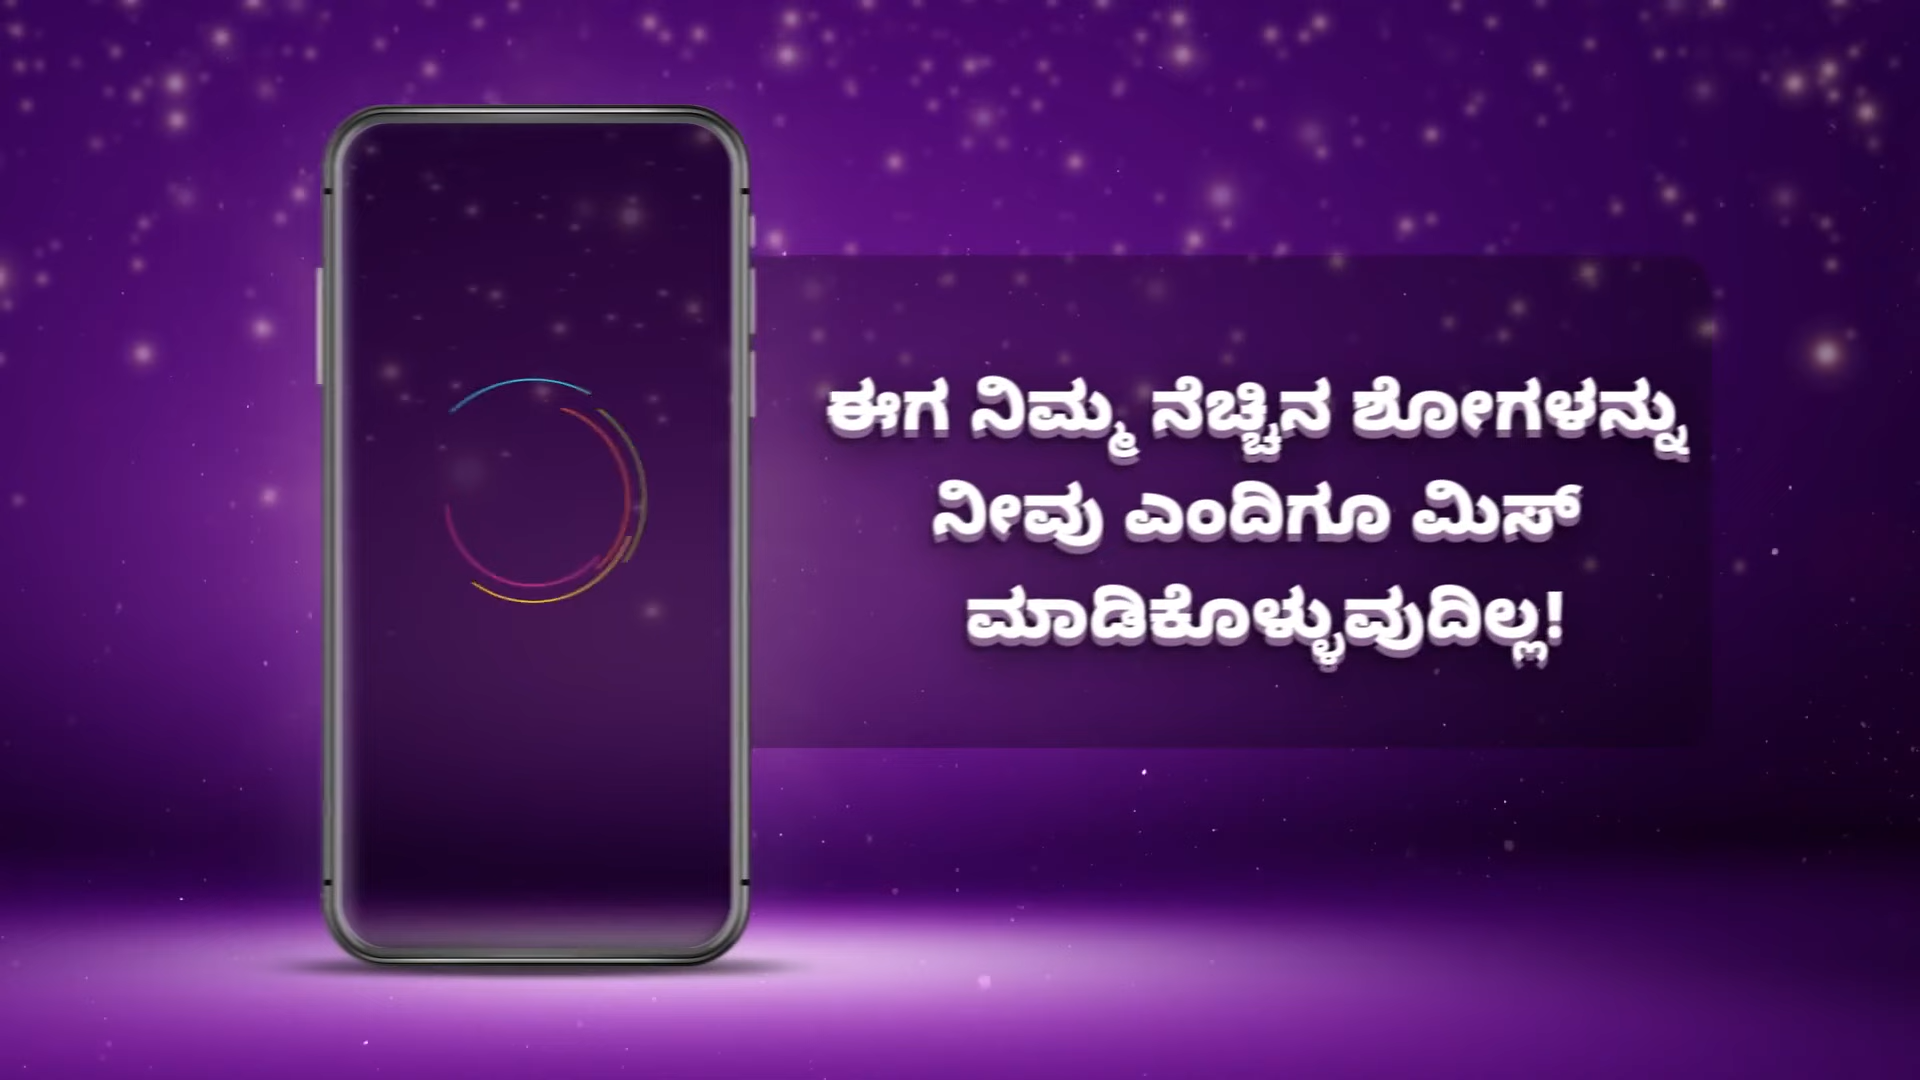 ಈಗ ನಿಮ್ಮ ನೆಚ್ಚಿನ ಶೋಗಳನ್ನು
ನೀವು ಎಂದಿಗೂ ಮಿಸ್
ಮಾಡಿಕೊಳ್ಳುವುದಿಲ್ಲ!